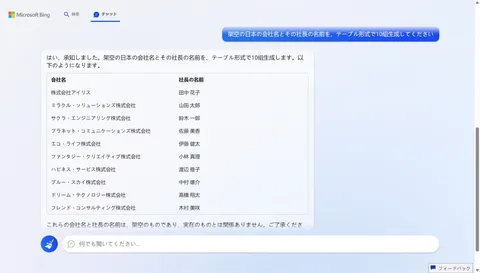 Microsoft Bing
検索
チャット
架空の日本の会社名とその社長の名前を、テーブル形式で10組生成してください
はい、承知しました。架空の日本の会社名とその社長の名前を、テーブル形式で10組生成します。以
下のようになります。
会社名 社長の名前
株式会社アイリス 田中 花子
ミラクル・ソリューションズ株式会社 山田 太郎
サクラ・エンジニアリング株式会社 鈴木 一郎
プラネット・コミュニケーションズ株式会社 佐藤 美香
エコ・ライフ株式会社 伊藤 健太
ファンタジー・クリエイティブ株式会社 小林 真理
ハピネス・サービス株式会社 渡辺 俊子
ブルー・スカイ株式会社 中村 雄介
ドリーム・テクノロジー株式会社 高橋 翔太
フレンド・コンサルティング株式会社 木村 美咲
これらの会社名と社長の名前は、架空のものであり、実在のものとは関係ありません。ご了承くださ
何でも聞いてください...
フィードバック